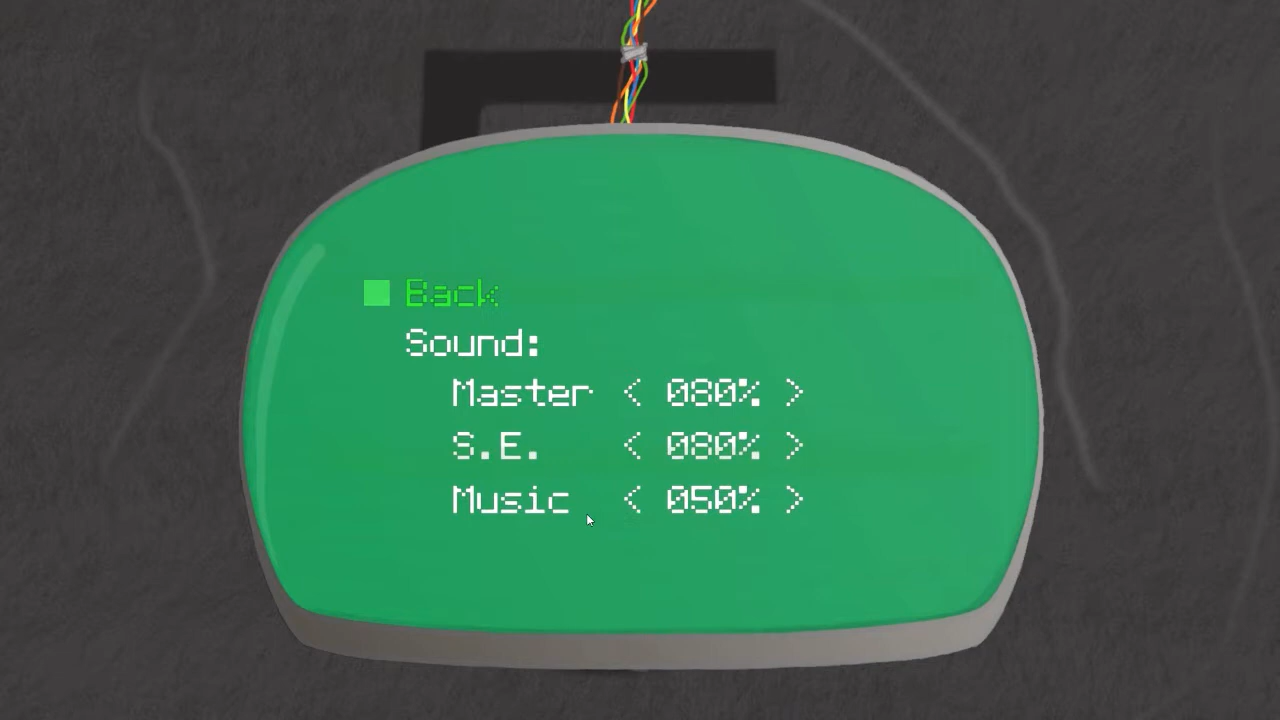 Back
Sound:
Master < 080% >
S.E. < 080% >
Music < 050% >